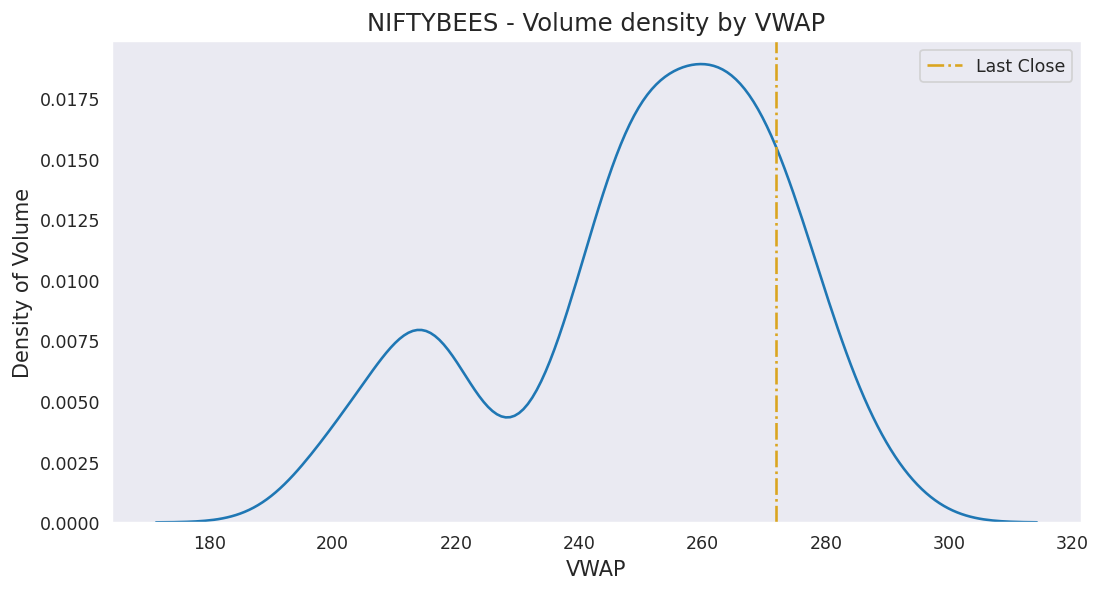 NIFTYBEES - Volume density by VWAP
Last Close
Density of Volume
0.0175
0.0150
0.0125
0.0100
0.0075
0.0050
0.0025
0.0000
180 200 220 240 260 280 300 320
VWAP